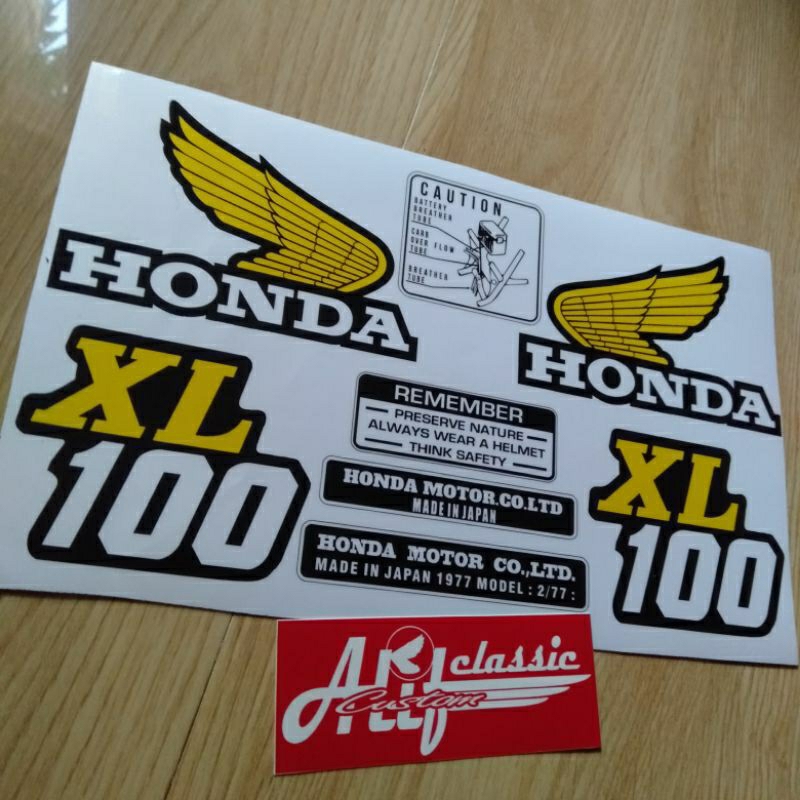 HONDA
XL
100
CAUTION
BATTERY
BREATHER
TUBE
CARB
OVER FLOW
TUBE
BREATHER
TUBE
HONDA
REMEMBER
PRESERVE NATURE
ALWAYS WEAR A HELMET
THINK SAFETY
HONDA MOTOR.CO.LTD
MADE IN JAPAN
HONDA MOTOR CO.,LTD.
MADE IN JAPAN 1977 MODEL : 2/77 :
XL
100
classic
Custom